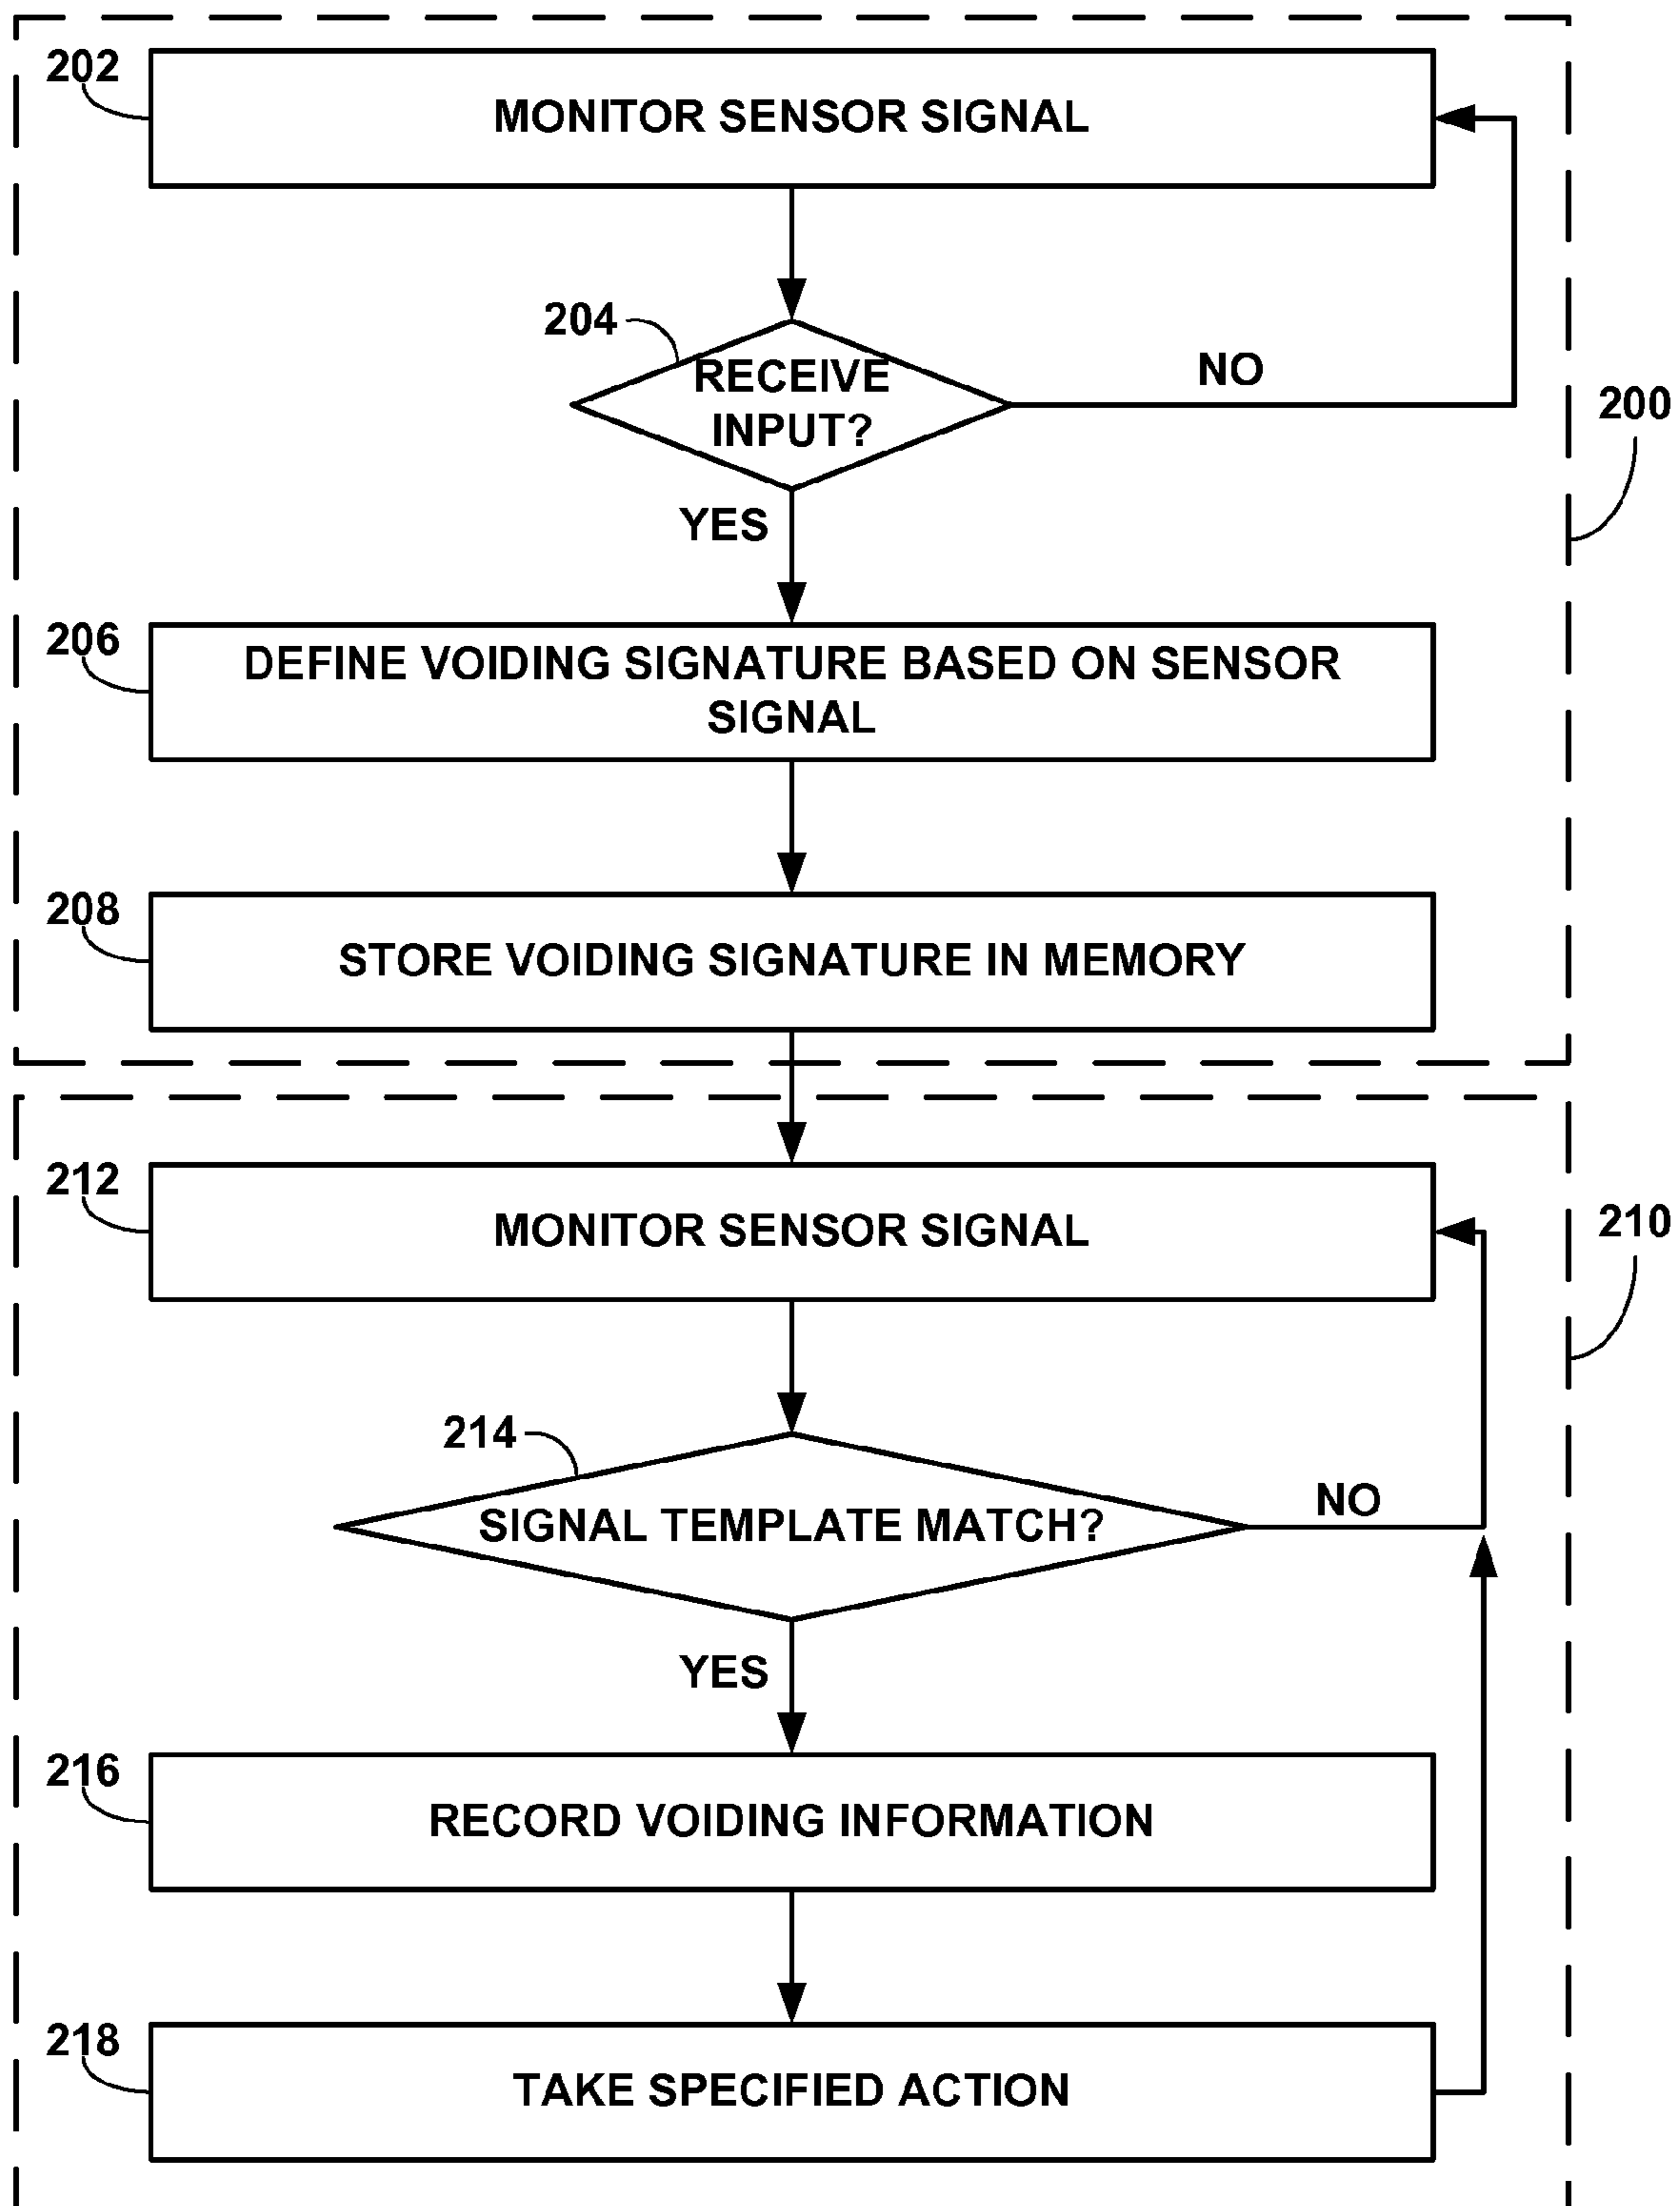 202
MONITOR SENSOR SIGNAL
204
RECEIVE
INPUT?
NO
200
YES
206
DEFINE VOIDING SIGNATURE BASED ON SENSOR
SIGNAL
208
STORE VOIDING SIGNATURE IN MEMORY
212
MONITOR SENSOR SIGNAL
210
214
SIGNAL TEMPLATE MATCH?
NO
YES
216
RECORD VOIDING INFORMATION
218
TAKE SPECIFIED ACTION